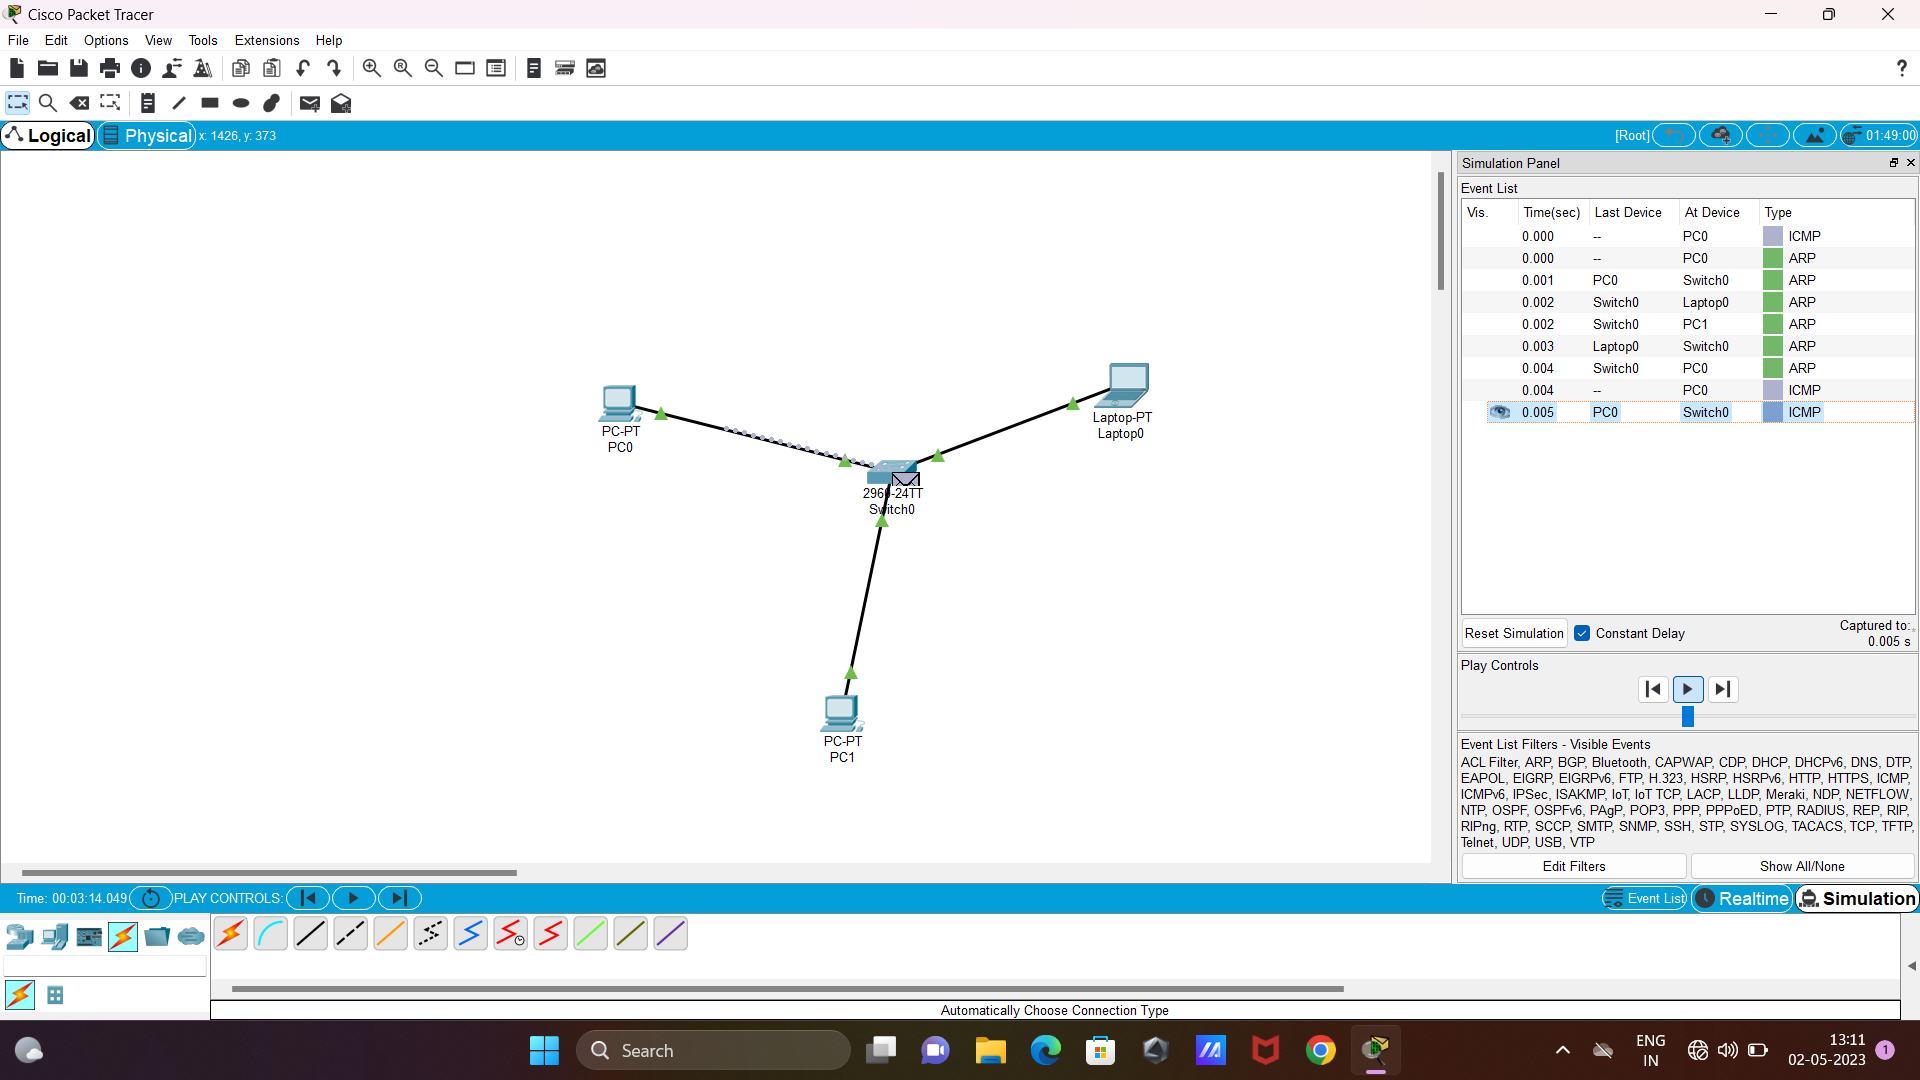 Cisco Packet Tracer
File Edit Options View Tools Extensions Help
Logical Physical x: 1426, y: 373 [Root] 01:49:00
PC-PT
PC0
Laptop-PT
Laptop0
2960-24TT
Switch0
PC-PT
PC1
Simulation Panel
Event List
Vis. Time(sec) Last Device At Device Type
0.000 -- PC0 ICMP
0.000 -- PC0 ARP
0.001 PC0 Switch0 ARP
0.002 Switch0 Laptop0 ARP
0.002 Switch0 PC1 ARP
0.003 Laptop0 Switch0 ARP
0.004 Switch0 PC0 ARP
0.004 -- PC0 ICMP
0.005 PC0 Switch0 ICMP
Reset Simulation Constant Delay Captured to:
0.005 s
Play Controls
Event List Filters - Visible Events
ACL Filter, ARP, BGP, Bluetooth, CAPWAP, CDP, DHCP, DHCPv6, DNS, DTP,
EAPOL, EIGRP, EIGRPv6, FTP, H.323, HSRP, HSRPv6, HTTP, HTTPS, ICMP,
ICMPv6, IPSec, ISAKMP, IoT, IoT TCP, LACP, LLDP, Meraki, NDP, NETFLOW,
NTP, OSPF, OSPFv6, PAgP, POP3, PPP, PPPoED, PTP, RADIUS, REP, RIP,
RIPng, RTP, SCCP, SMTP, SNMP, SSH, STP, SYSLOG, TACACS, TCP, TFTP,
Telnet, UDP, USB, VTP
Edit Filters Show All/None
Time: 00:03:14.049 PLAY CONTROLS: Event List Realtime Simulation
Automatically Choose Connection Type
Search
ENG
IN
13:11
02-05-2023
1